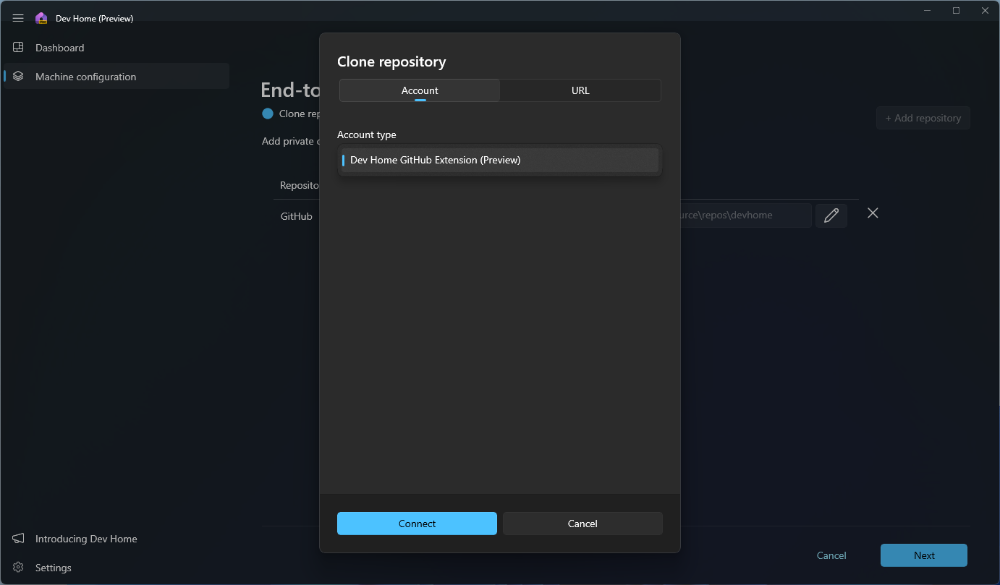 Dev Home (Preview)
Dashboard
Machine configuration
Introducing Dev Home
Settings
End-to
Clone rep
+ Add repository
Add private
Reposito
GitHub
urce\repos\devhome
Clone repository
Account
URL
Account type
Dev Home GitHub Extension (Preview)
Connect
Cancel
Cancel
Next